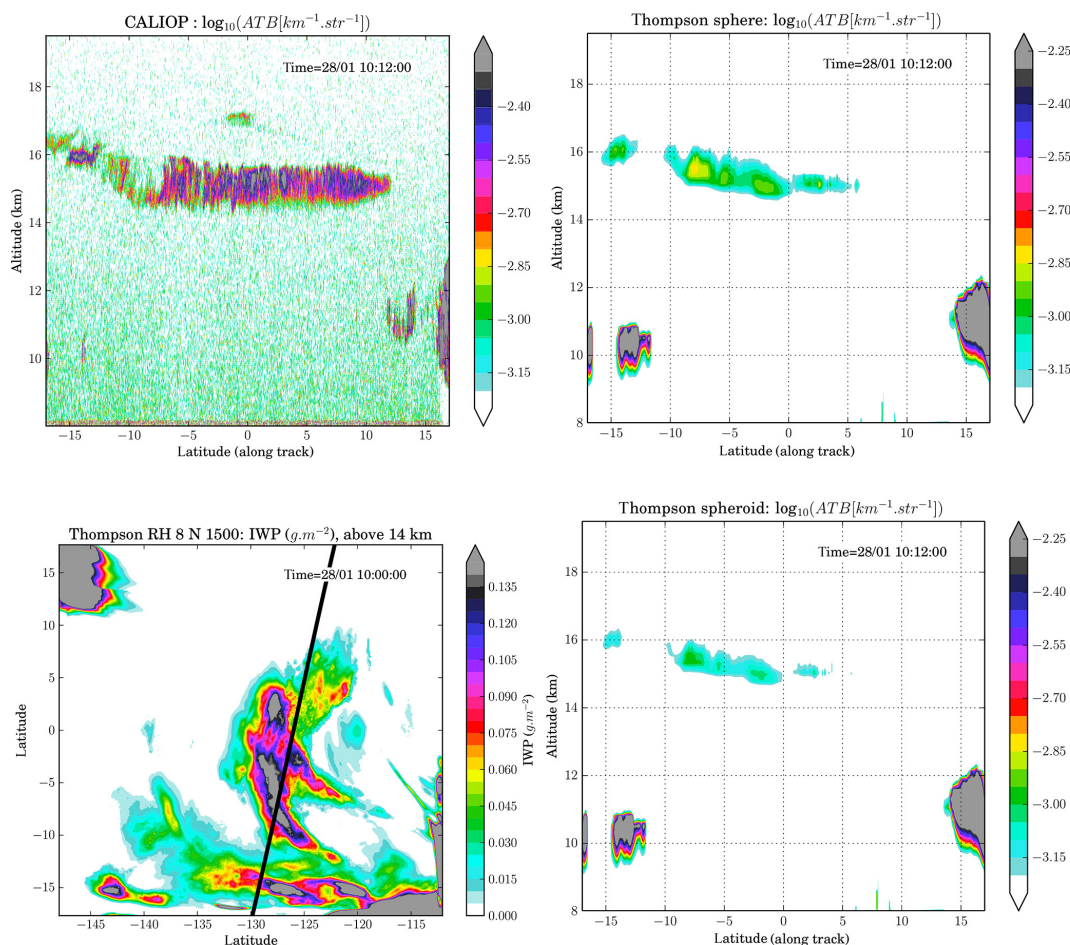 CALIOP : log₁₀(ATB[km⁻¹.str⁻¹])
Time=28/01 10:12:00
Altitude (km)
18
16
14
12
10
−15 −10 −5 0 5 10 15
Latitude (along track)
−2.40
−2.55
−2.70
−2.85
−3.00
−3.15
Thompson sphere: log₁₀(ATB[km⁻¹.str⁻¹])
Time=28/01 10:12:00
Altitude (km)
18
16
14
12
10
8
−15 −10 −5 0 5 10 15
Latitude (along track)
−2.25
−2.40
−2.55
−2.70
−2.85
−3.00
−3.15
Thompson RH 8 N 1500: IWP (g.m⁻²), above 14 km
Time=28/01 10:00:00
Latitude
15
10
5
0
−5
−10
−15
−145 −140 −135 −130 −125 −120 −115
Latitude
0.135
0.120
0.105
0.090
0.075
0.060
0.045
0.030
0.015
0.000
IWP (g.m⁻²)
Thompson spheroid: log₁₀(ATB[km⁻¹.str⁻¹])
Time=28/01 10:12:00
Altitude (km)
18
16
14
12
10
8
−15 −10 −5 0 5 10 15
Latitude (along track)
−2.25
−2.40
−2.55
−2.70
−2.85
−3.00
−3.15